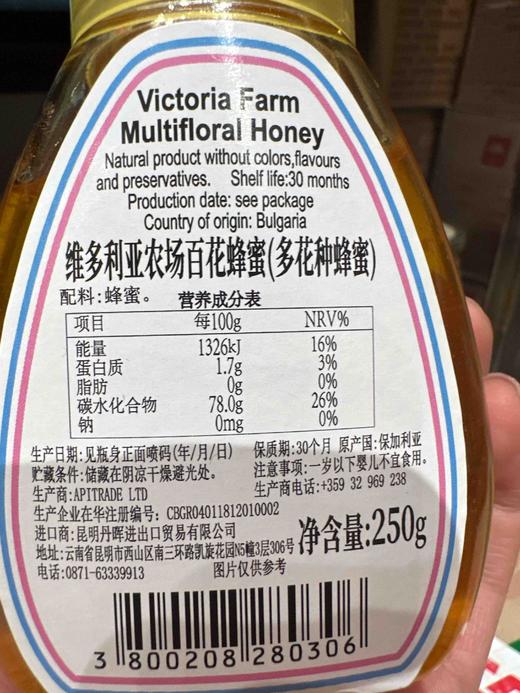 Victoria Farm
Multifloral Honey
Natural product without colors,flavours
and preservatives. Shelf life:30 months
Production date: see package
Country of origin: Bulgaria
维多利亚农场百花蜂蜜(多花种蜂蜜)
配料:蜂蜜。 营养成分表
项目 每100g NRV%
能量 1326kJ 16%
蛋白质 1.7g 3%
脂肪 0g 0%
碳水化合物 78.0g 26%
钠 0mg 0%
生产日期:见瓶身正面喷码(年/月/日) 保质期:30个月 原产国:保加利亚
贮藏条件:储藏在阴凉干燥避光处。 注意事项:一岁以下婴儿不宜食用。
生产商:APITRADE LTD 生产商电话:+359 32 969 238
生产企业在华注册编号: CBGR04011812010002
进口商:昆明丹晖进出口贸易有限公司 净含量:250g
地址:云南省昆明市西山区南三环路凯旋花园N5幢3层306号
电话:0871-63339913 图片仅供参考
3 800208 280306